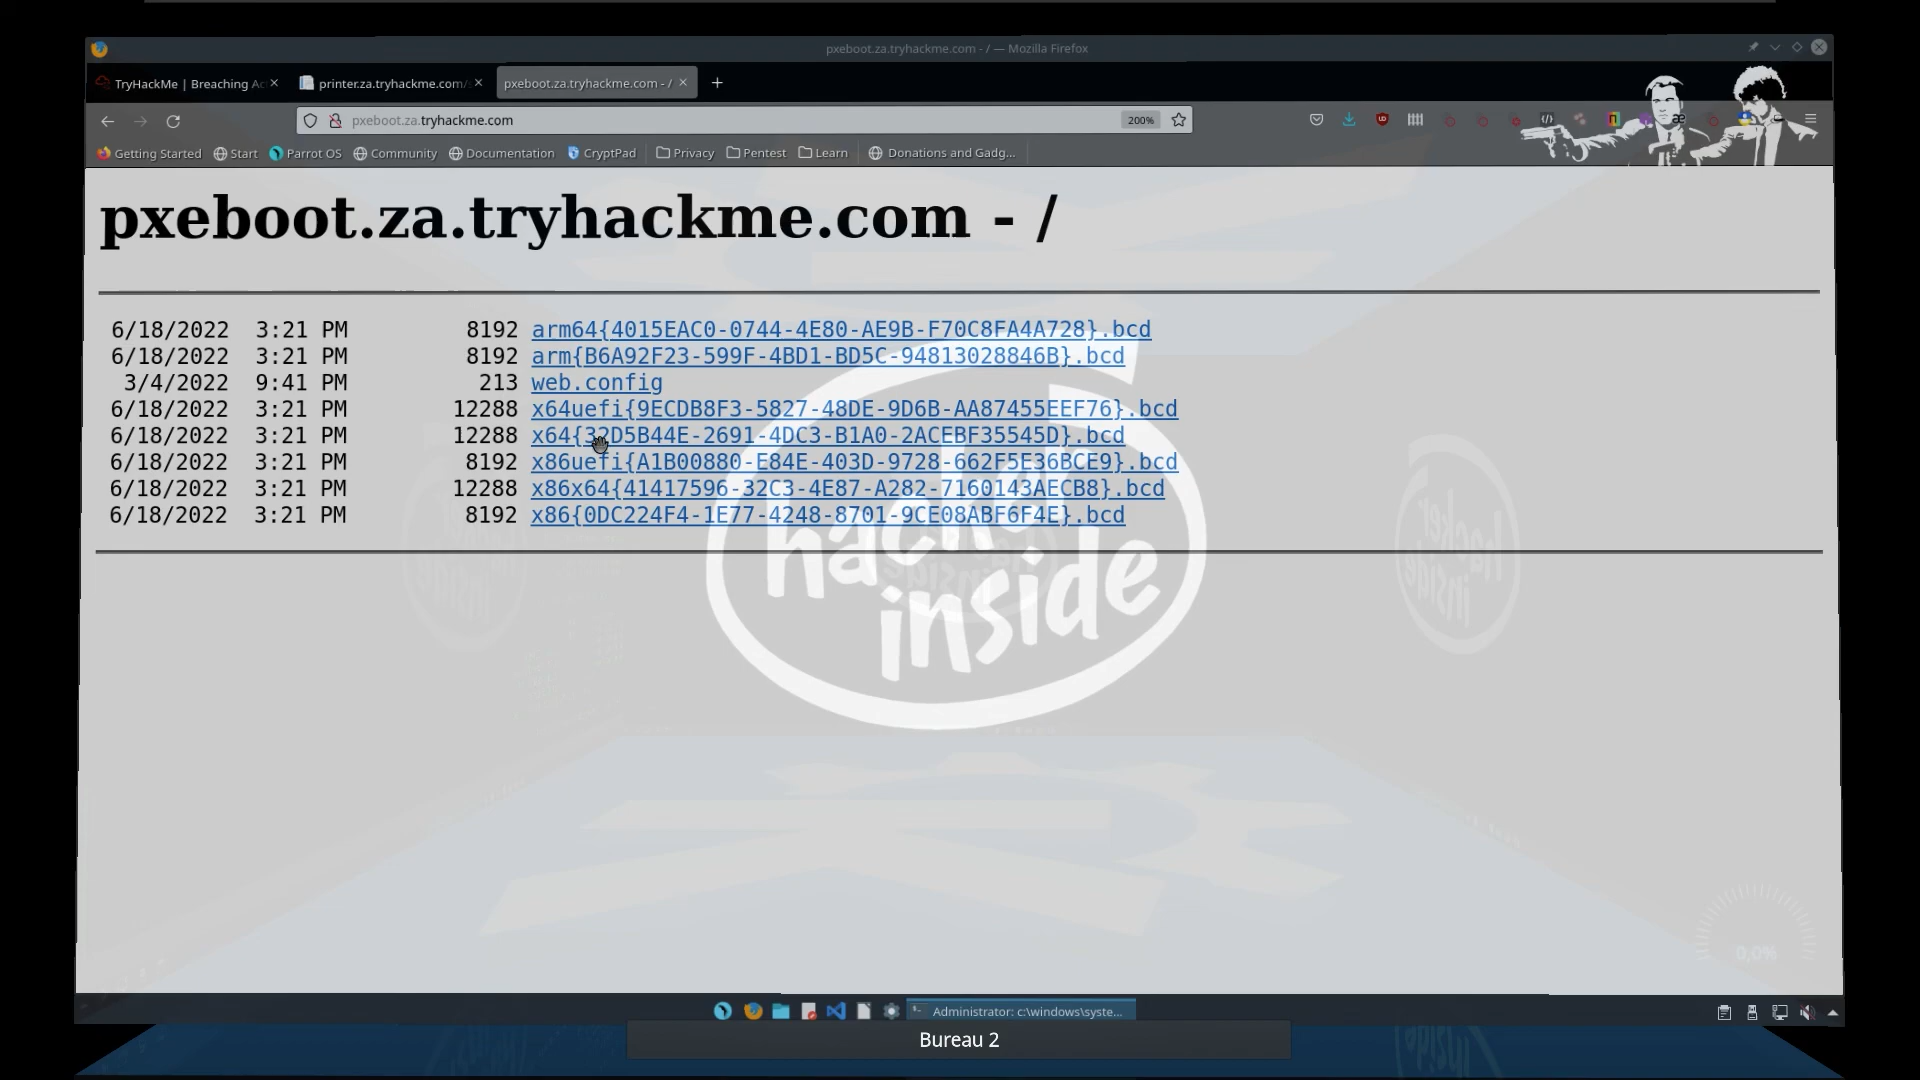 pxeboot.za.tryhackme.com - / — Mozilla Firefox
TryHackMe | Breaching Ac
printer.za.tryhackme.com/
pxeboot.za.tryhackme.com - /
pxeboot.za.tryhackme.com
200%
Getting Started
Start
Parrot OS
Community
Documentation
CryptPad
Privacy
Pentest
Learn
Donations and Gadg...
pxeboot.za.tryhackme.com - /
6/18/2022 3:21 PM 8192 arm64{4015EAC0-0744-4E80-AE9B-F70C8FA4A728}.bcd
6/18/2022 3:21 PM 8192 arm{B6A92F23-599F-4BD1-BD5C-94813028846B}.bcd
3/4/2022 9:41 PM 213 web.config
6/18/2022 3:21 PM 12288 x64uefi{9ECDB8F3-5827-48DE-9D6B-AA87455EEF76}.bcd
6/18/2022 3:21 PM 12288 x64{32D5B44E-2691-4DC3-B1A0-2ACEBF35545D}.bcd
6/18/2022 3:21 PM 8192 x86uefi{A1B00880-E84E-403D-9728-662F5E36BCE9}.bcd
6/18/2022 3:21 PM 12288 x86x64{41417596-32C3-4E87-A282-7160143AECB8}.bcd
6/18/2022 3:21 PM 8192 x86{0DC224F4-1E77-4248-8701-9CE08ABF6F4E}.bcd
hacker
inside
0,0%
Administrator: c:\windows\syste...
Bureau 2